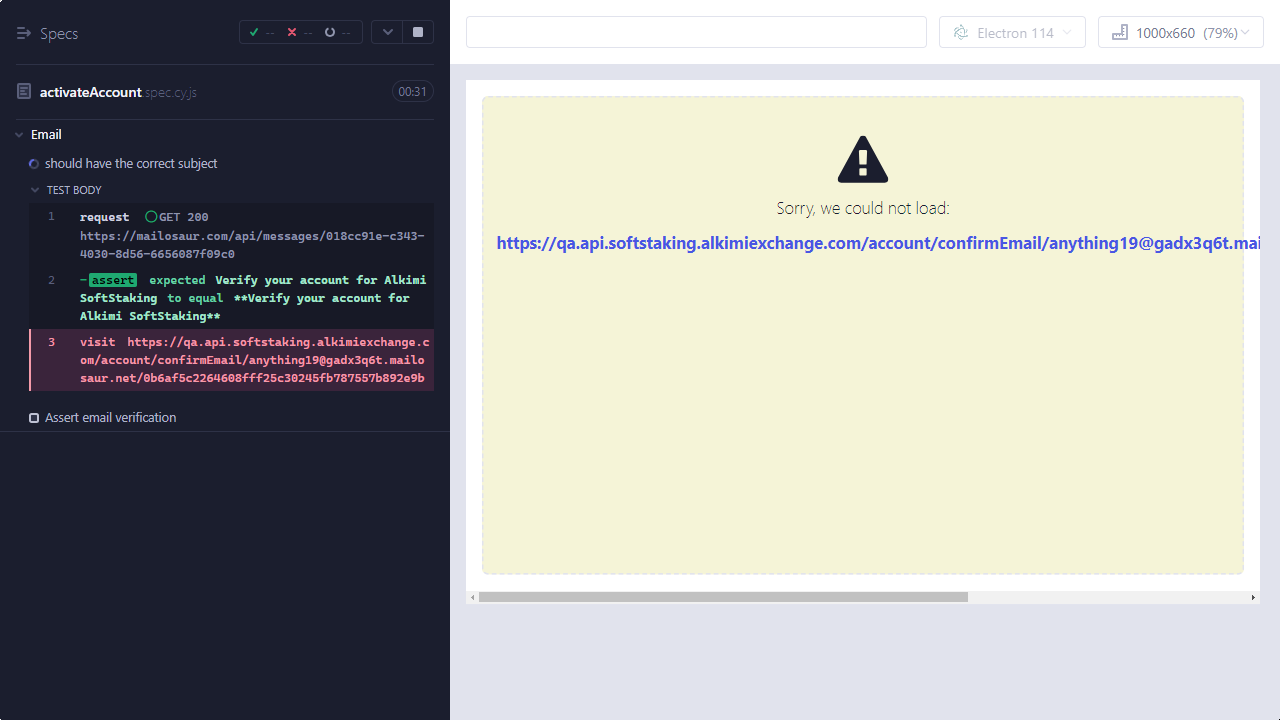 Specs
-- -- --
activateAccount.spec.cy.js 00:31
Email
should have the correct subject
TEST BODY
1 request GET 200
https://mailosaur.com/api/messages/018cc91e-c343-
4030-8d56-6656087f09c0
2 -assert expected Verify your account for Alkimi
SoftStaking to equal **Verify your account for
Alkimi SoftStaking**
3 visit https://qa.api.softstaking.alkimiexchange.c
om/account/confirmEmail/anything19@gadx3q6t.mailo
saur.net/0b6af5c2264608fff25c30245fb787557b892e9b
Assert email verification
Electron 114
1000x660 (79%)
Sorry, we could not load:
https://qa.api.softstaking.alkimiexchange.com/account/confirmEmail/anything19@gadx3q6t.mai